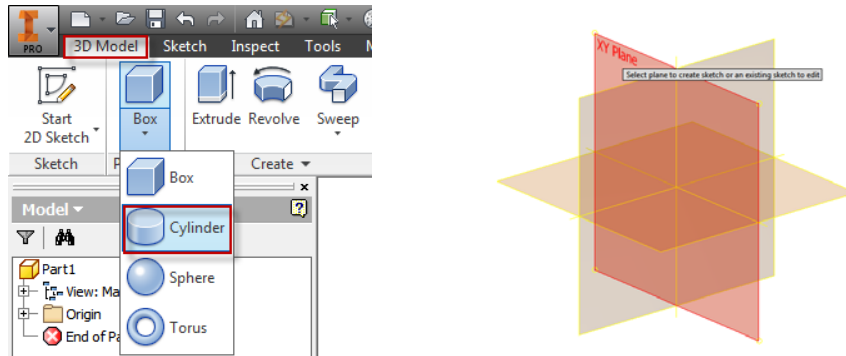 PRO
3D Model Sketch Inspect Tools
Start
2D Sketch
Box
Extrude Revolve Sweep
Sketch
Create
Box
Cylinder
Sphere
Torus
Model
Part1
View: Ma
Origin
End of Pa
XY Plane
Select plane to create sketch or an existing sketch to edit